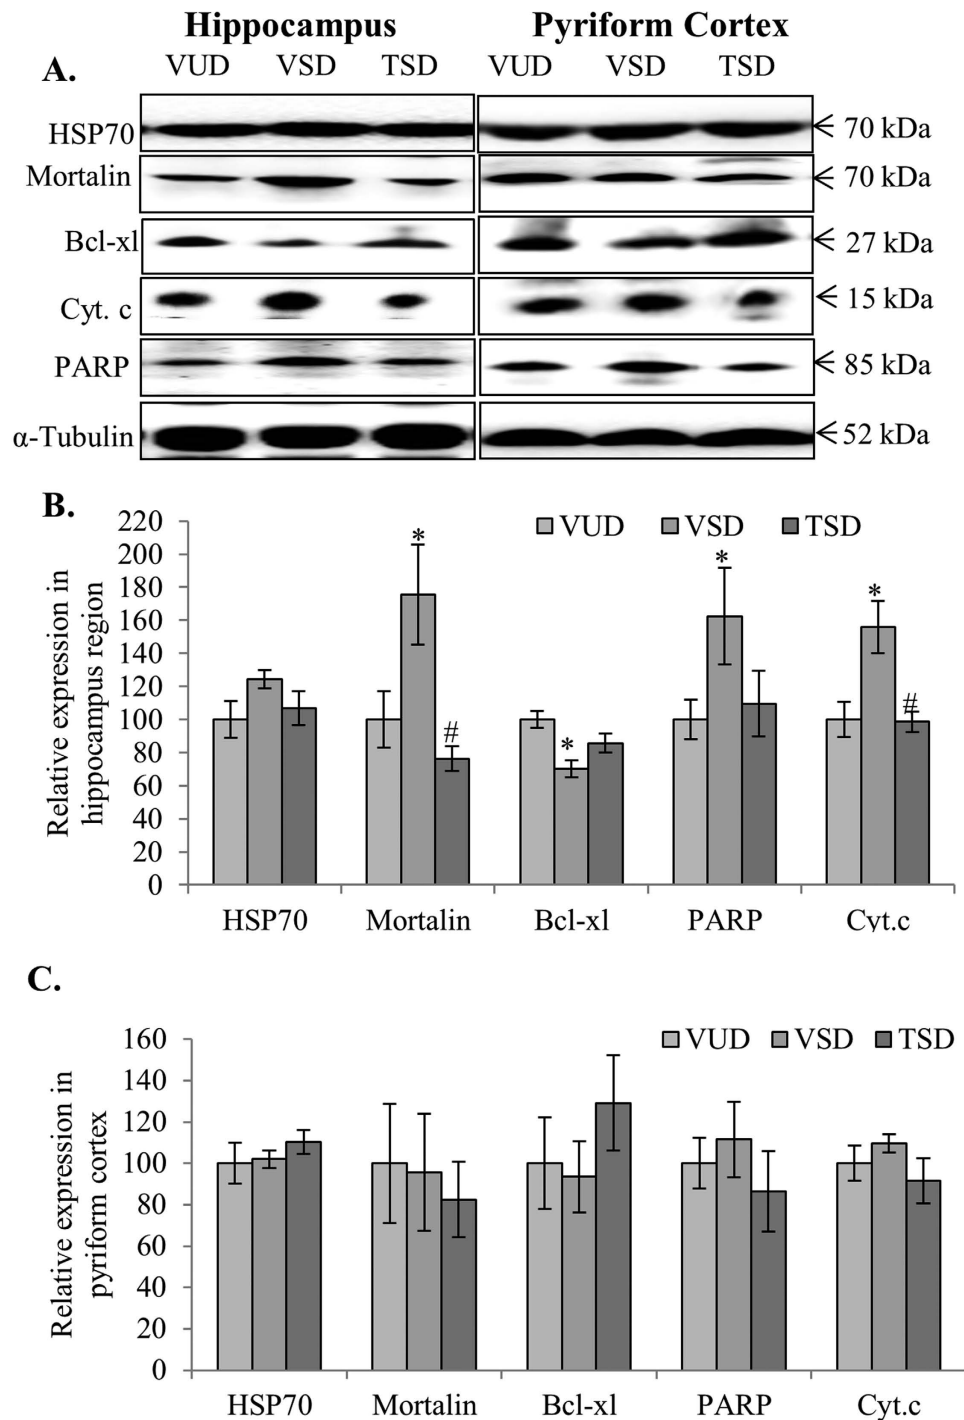 Hippocampus Pyriform Cortex
A. VUD VSD TSD VUD VSD TSD
HSP70 70 kDa
Mortalin 70 kDa
Bcl-xl 27 kDa
Cyt. c 15 kDa
PARP 85 kDa
α-Tubulin 52 kDa
B.
VUD VSD TSD
Relative expression in
hippocampus region
220
200
180
160
140
120
100
80
60
40
20
0
*
#
*
*
*
#
HSP70 Mortalin Bcl-xl PARP Cyt.c
C.
VUD VSD TSD
Relative expression in
pyriform cortex
160
140
120
100
80
60
40
20
0
HSP70 Mortalin Bcl-xl PARP Cyt.c